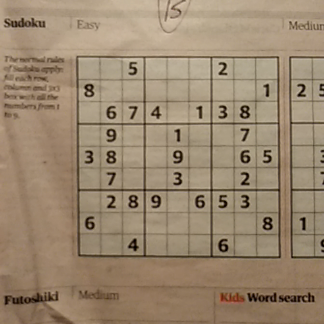 Sudoku Easy Medium
15
The normal rules
of Sudoku apply:
fill each row,
column and 3x3
box with all the
numbers from 1
to 9.
5 2
8 1 2 5
6 7 4 1 3 8
9 1 7
3 8 9 6 5 3
7 3 2
2 8 9 6 5 3
6 8 1
4 6 9
Futoshiki Medium Kids Word search